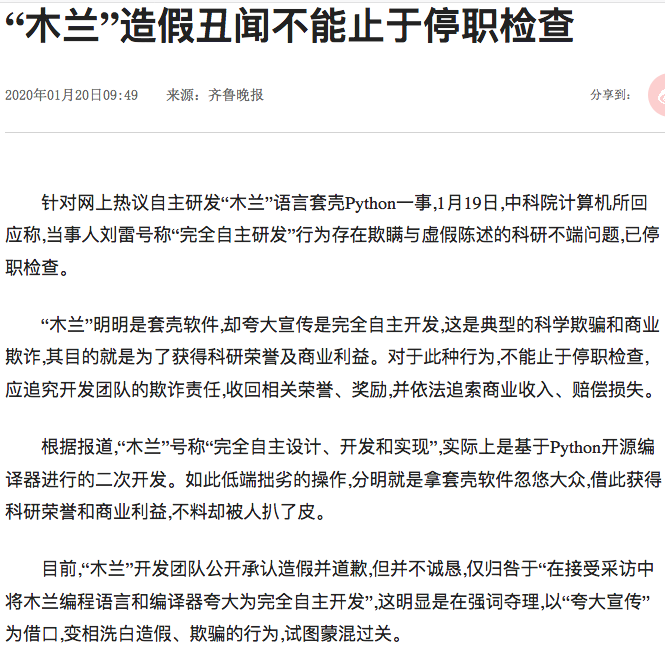 “木兰”造假丑闻不能止于停职检查
2020年01月20日09:49 来源：齐鲁晚报 分享到：
针对网上热议自主研发“木兰”语言套壳Python一事,1月19日,中科院计算机所回
应称,当事人刘雷号称“完全自主研发”行为存在欺瞒与虚假陈述的科研不端问题,已停
职检查。
“木兰”明明是套壳软件,却夸大宣传是完全自主开发,这是典型的科学欺骗和商业
欺诈,其目的就是为了获得科研荣誉及商业利益。对于此种行为,不能止于停职检查,
应追究开发团队的欺诈责任,收回相关荣誉、奖励,并依法追索商业收入、赔偿损失。
根据报道,“木兰”号称“完全自主设计、开发和实现”,实际上是基于Python开源编
译器进行的二次开发。如此低端拙劣的操作,分明就是拿套壳软件忽悠大众,借此获得
科研荣誉和商业利益,不料却被人扒了皮。
目前,“木兰”开发团队公开承认造假并道歉,但并不诚恳,仅归咎于“在接受采访中
将木兰编程语言和编译器夸大为完全自主开发”,这明显是在强词夺理,以“夸大宣传”
为借口,变相洗白造假、欺骗的行为,试图蒙混过关。